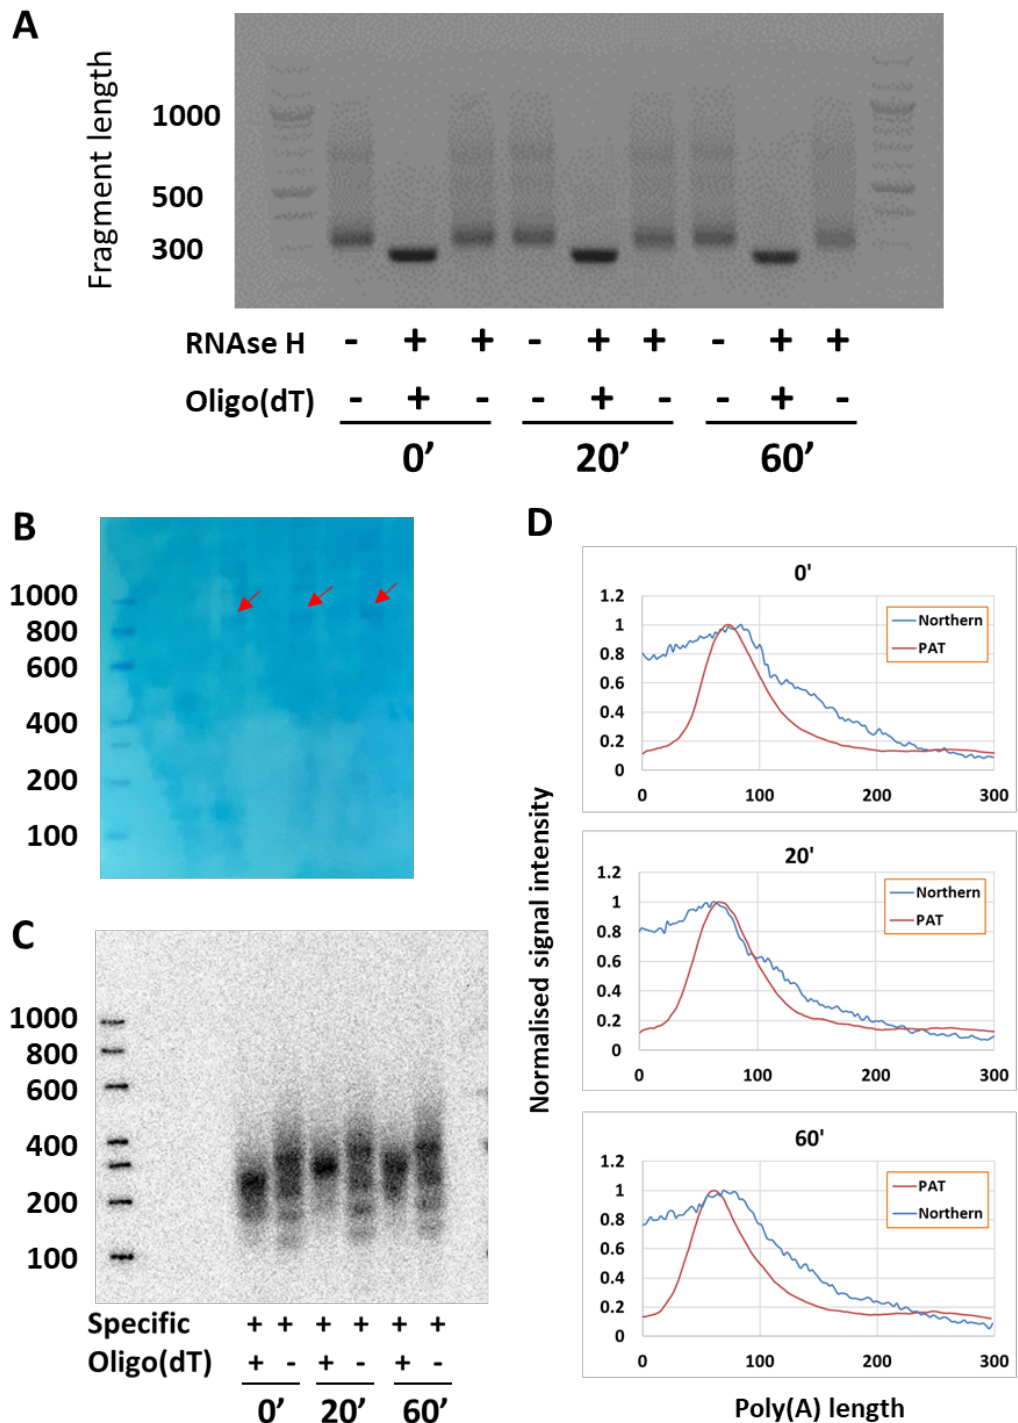 A
Fragment length
1000
500
300
RNAse H - + + - + + - + +
Oligo(dT) - + - - + - - + -
0’ 20’ 60’
B
1000
800
600
400
200
100
C
1000
800
600
400
200
100
Specific + + + + + +
Oligo(dT) + - + - + -
0’ 20’ 60’
D
Normalised signal intensity
0'
1.2
1
0.8
0.6
0.4
0.2
0
0 100 200 300
Northern
PAT
20'
1.2
1
0.8
0.6
0.4
0.2
0
0 100 200 300
Northern
PAT
60'
1.2
1
0.8
0.6
0.4
0.2
0
0 100 200 300
PAT
Northern
Poly(A) length